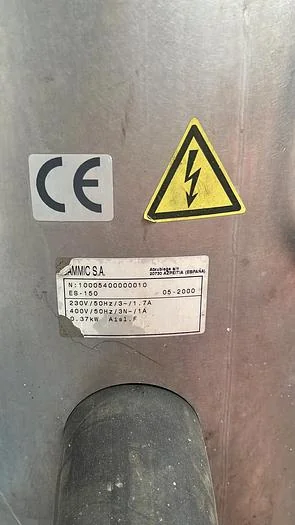 CE
AMMIC S.A.
Atxubiaga s/n
20730 AZPEITIA (ESPAÑA)
N:10005400000010
ES-150 05-2000
230V/50Hz/3~/1.7A
400V/50Hz/3N~/1A
0.37kW Aisl.F